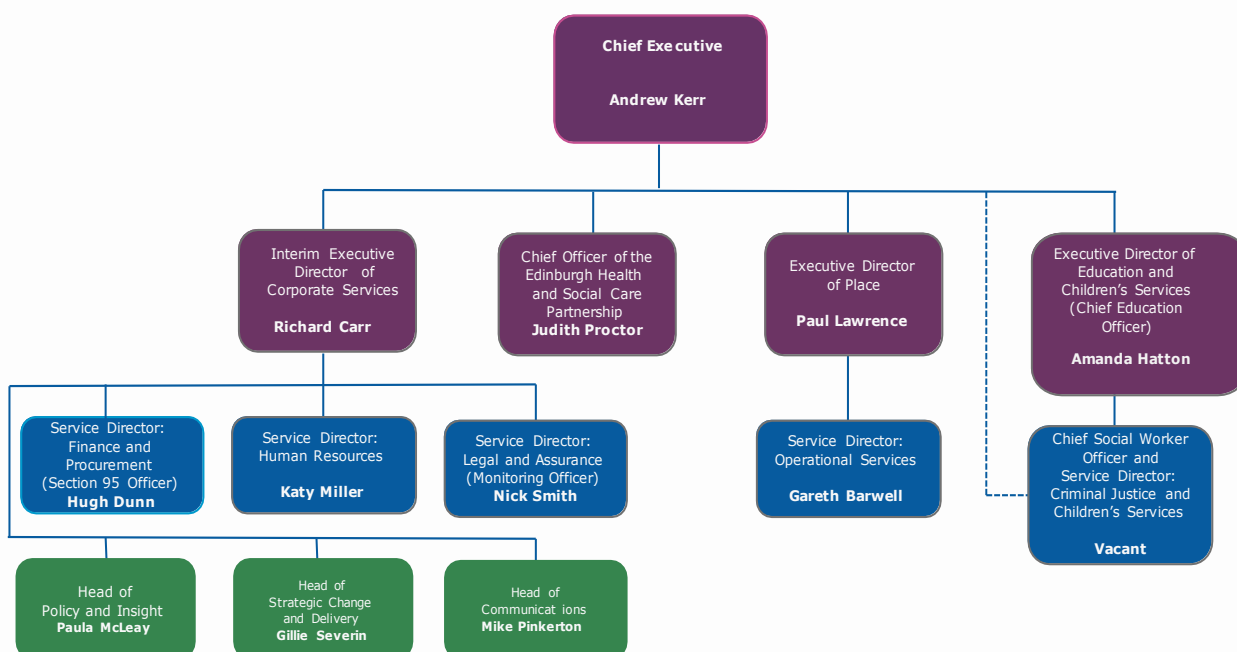 Chief Executive
Andrew Kerr
Interim Executive
Director of
Corporate Services
Richard Carr
Chief Officer of the
Edinburgh Health
and Social Care
Partnership
Judith Proctor
Executive Director
of Place
Paul Lawrence
Executive Director of
Education and
Children's Services
(Chief Education
Officer)
Amanda Hatton
Service Director:
Finance and
Procurement
(Section 95 Officer)
Hugh Dunn
Service Director:
Human Resources
Katy Miller
Service Director:
Legal and Assurance
(Monitoring Officer)
Nick Smith
Service Director:
Operational Services
Gareth Barwell
Chief Social Worker
Officer and
Service Director:
Criminal Justice and
Children's Services
Vacant
Head of
Policy and Insight
Paula McLeay
Head of
Strategic Change
and Delivery
Gillie Severin
Head of
Communicat ions
Mike Pinkerton